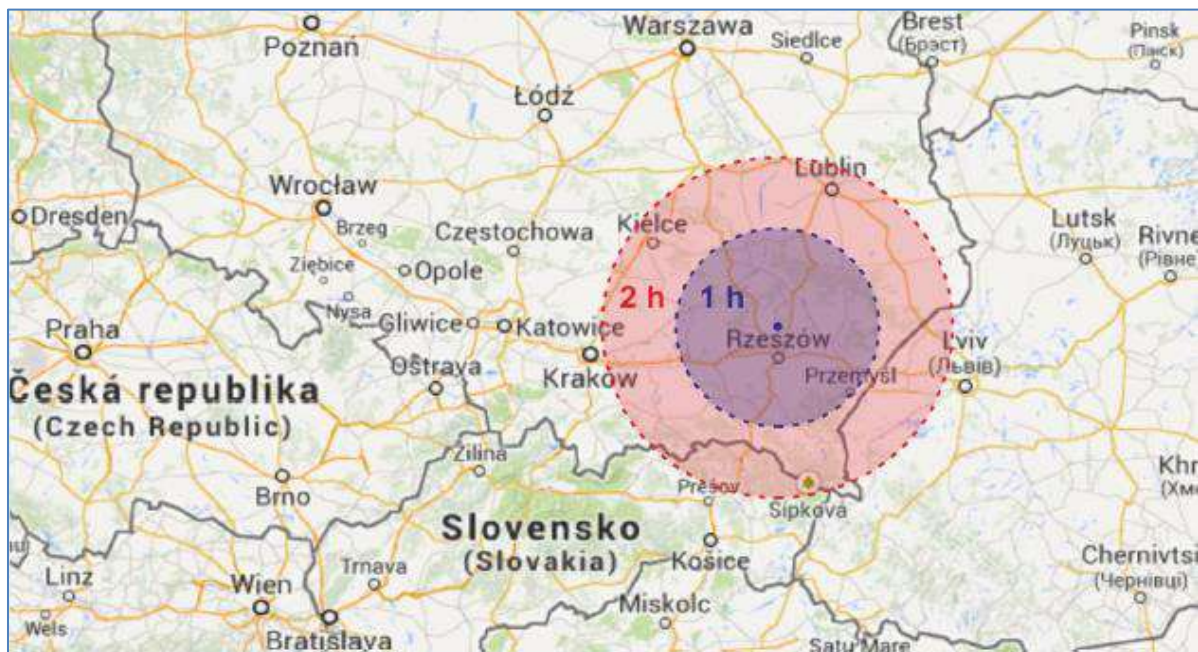 Poznań
Warszawa
Siedlce
Brest
(Брэст)
Pinsk
(Пінск)
Łódź
Lublin
Wrocław
Dresden
Brzeg
Częstochowa
Kielce
Lutsk
(Луцьк)
Rivne
(Рівне)
Ziębice
Opole
Nysa
2 h
1 h
Praha
Gliwice
Katowice
Rzeszów
Lviv
(Львів)
Ostrava
Kraków
Przemyśl
Česká republika
(Czech Republic)
Žilina
Prešov
Brno
Sipkova
Slovensko
(Slovakia)
Košice
Linz
Wien
Trnava
Miskolc
Chernivtsi
(Чернівці)
Wels
Bratislava
Satu Mare